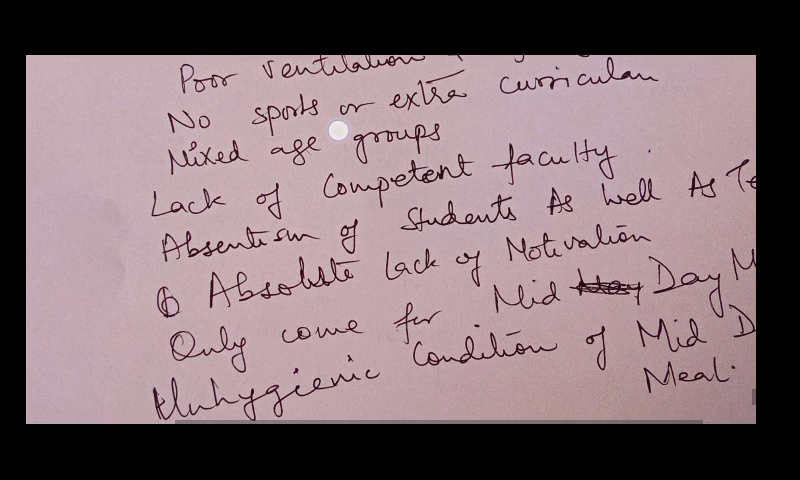 Poor ventilation
No sports or extra curricular
Mixed age groups
Lack of Competent faculty.
Absentism of Students As well As Te
Absolute Lack of Motivation
Only come for Mid Day M
Unhygienic Condition of Mid D
Meal.